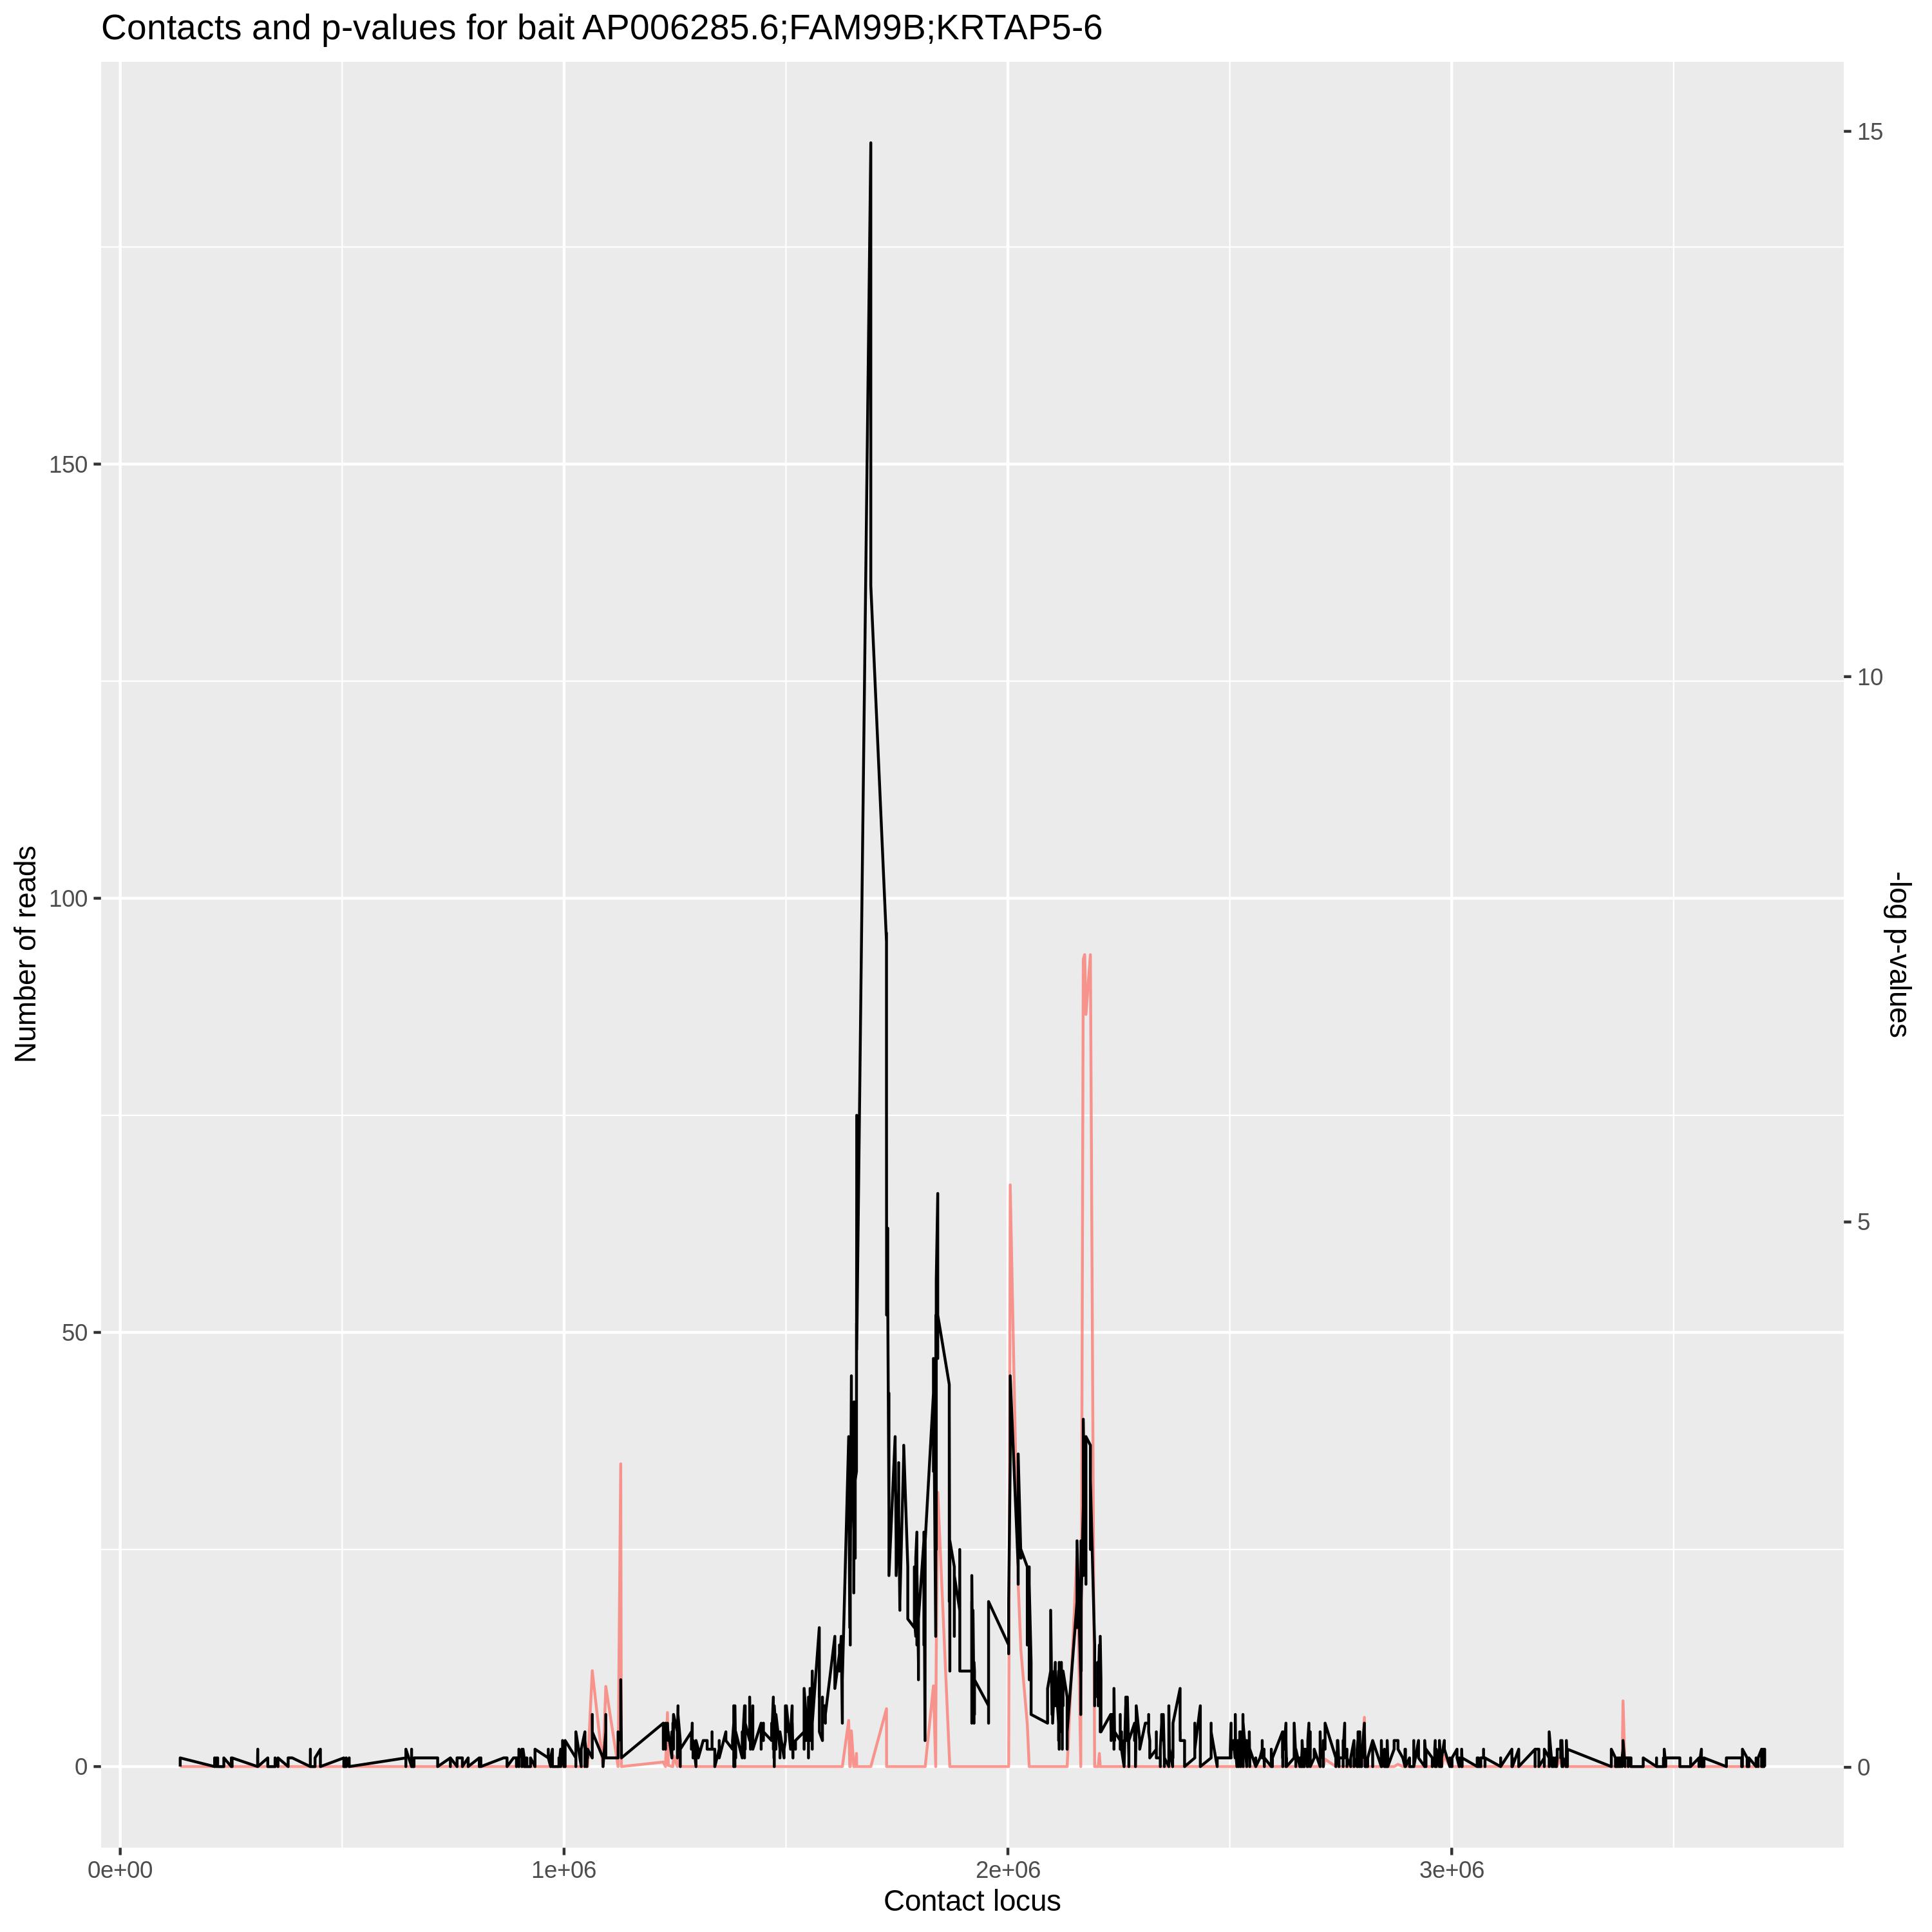 Contacts and p-values for bait AP006285.6;FAM99B;KRTAP5-6
15
150
10
100
Number of reads
-log p-values
5
50
0
0
0e+00
1e+06
2e+06
3e+06
Contact locus